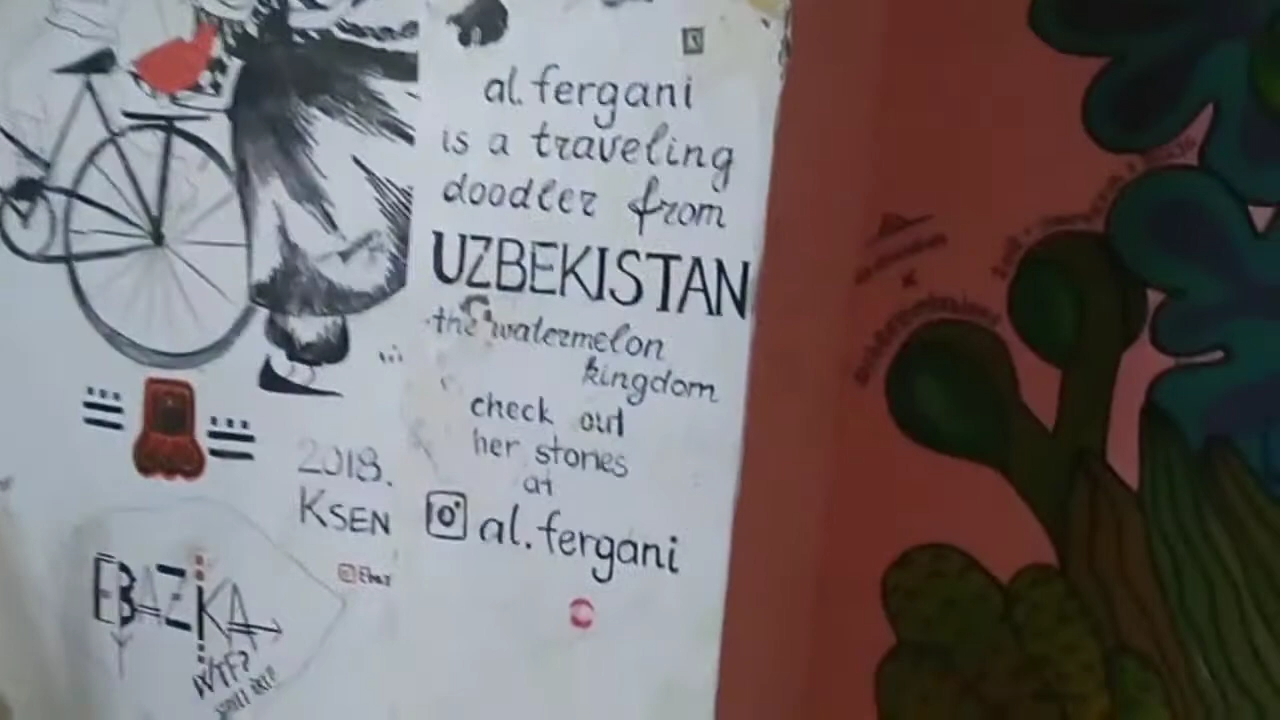 al.fergani
is a traveling
doodler from
UZBEKISTAN
the watermelon
kingdom
check out
her stories
at
al.fergani
2018.
KSEN
EBAZKA
WTF?